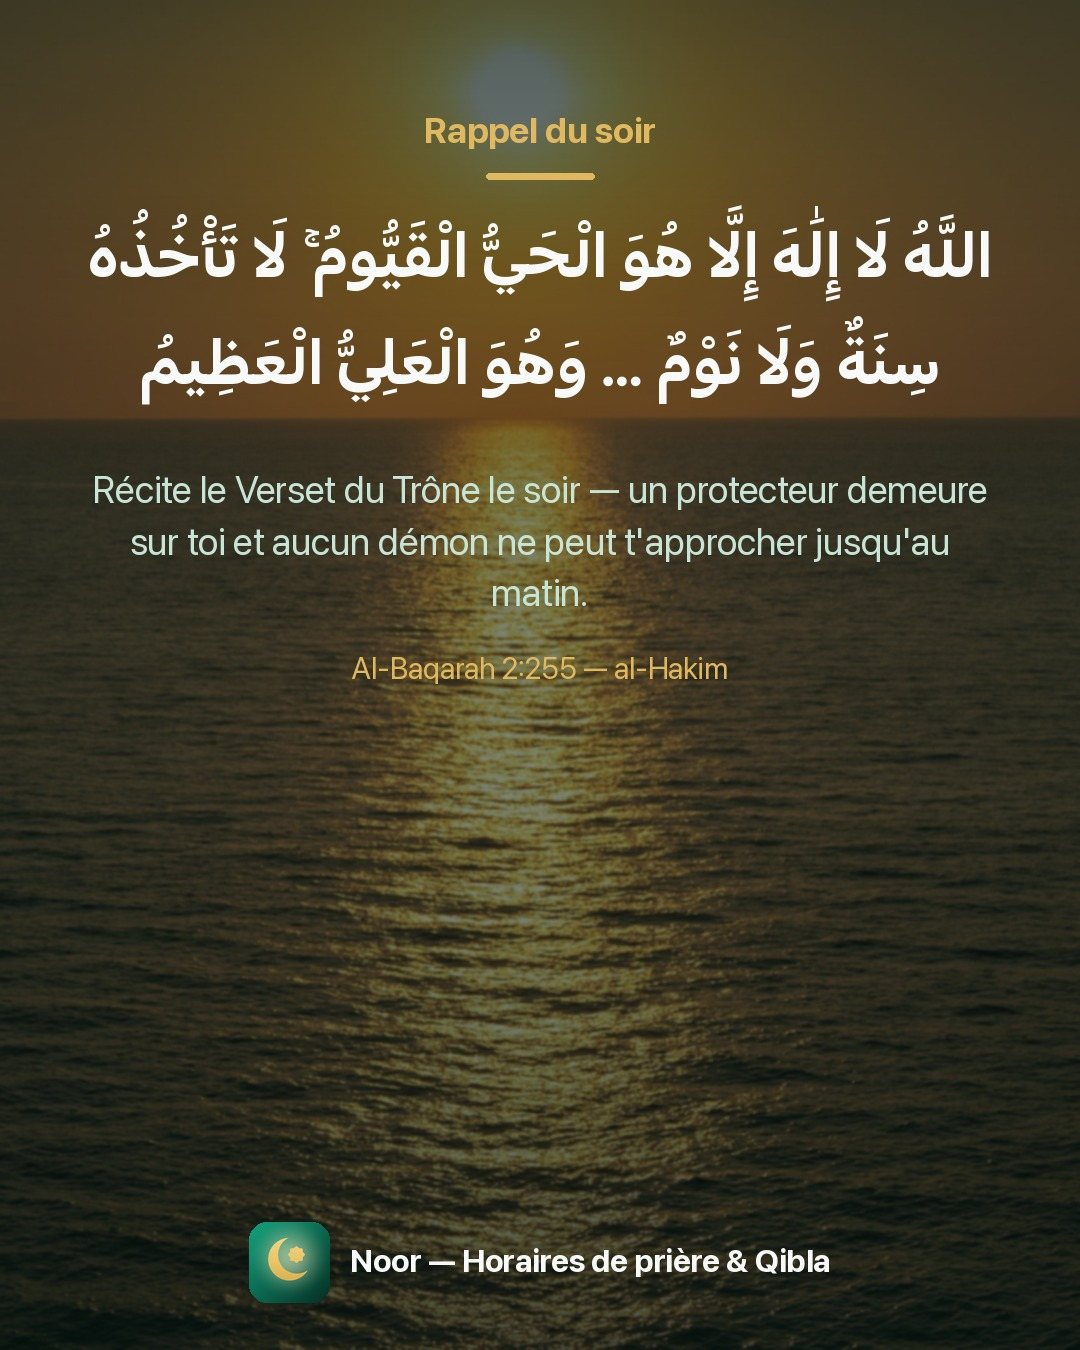 Rappel du soir
اللَّهُ لَا إِلَٰهَ إِلَّا هُوَ الْحَيُّ الْقَيُّومُ ۚ لَا تَأْخُذُهُ
سِنَةٌ وَلَا نَوْمٌ ... وَهُوَ الْعَلِيُّ الْعَظِيمُ
Récite le Verset du Trône le soir — un protecteur demeure
sur toi et aucun démon ne peut t'approcher jusqu'au
matin.
Al-Baqarah 2:255 — al-Hakim
Noor — Horaires de prière & Qibla